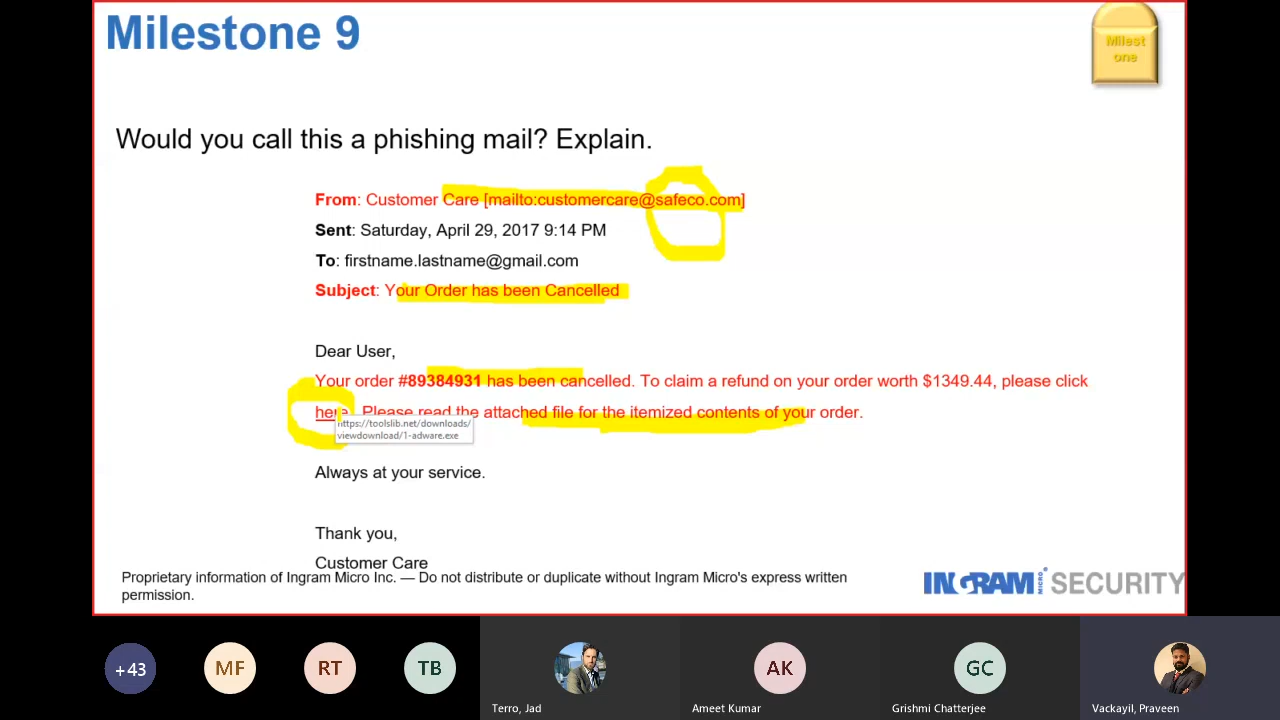 Milestone 9
Milest
one
Would you call this a phishing mail? Explain.
From: Customer Care [mailto:customercare@safeco.com]
Sent: Saturday, April 29, 2017 9:14 PM
To: firstname.lastname@gmail.com
Subject: Your Order has been Cancelled
Dear User,
Your order #89384931 has been cancelled. To claim a refund on your order worth $1349.44, please click
here. Please read the attached file for the itemized contents of your order.
https://toolslib.net/downloads/
viewdownload/1-adware.exe
Always at your service.
Thank you,
Customer Care
Proprietary information of Ingram Micro Inc. — Do not distribute or duplicate without Ingram Micro's express written
permission.
INGRAM MICRO SECURITY
+43
MF
RT
TB
AK
GC
Terro, Jad
Ameet Kumar
Grishmi Chatterjee
Vackayil, Praveen